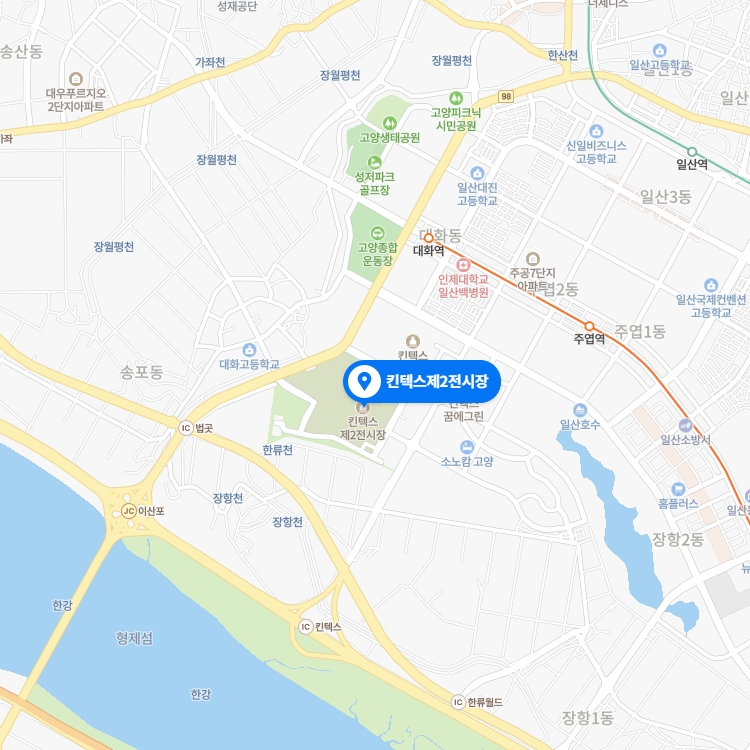 성재공단
더제니스
송산동
가좌천
장월평천
장월평천
한산천
일산고등학교
일산1동
대우푸르지오
2단지아파트
98
일산
고양피크닉
시민공원
고양생태공원
가좌
신일비즈니스
고등학교
장월평천
성저파크
골프장
일산대진
고등학교
일산역
일산3동
대화동
장월평천
고양종합
운동장
대화역
인제대학교
일산백병원
주공7단지
아파트
엽2동
일산국제컨벤션
고등학교
주엽역
주엽1동
대화고등학교
킨텍스
송포동
킨텍스제2전시장
킨텍스
제2전시장
꿈에그린
IC 법곳
일산호수
일산소방서
한류천
소노캄 고양
장항천
장항천
홈플러스
JC 이산포
일산
장항2동
뉴
한강
형제섬
IC 킨텍스
한강
IC 한류월드
장항1동